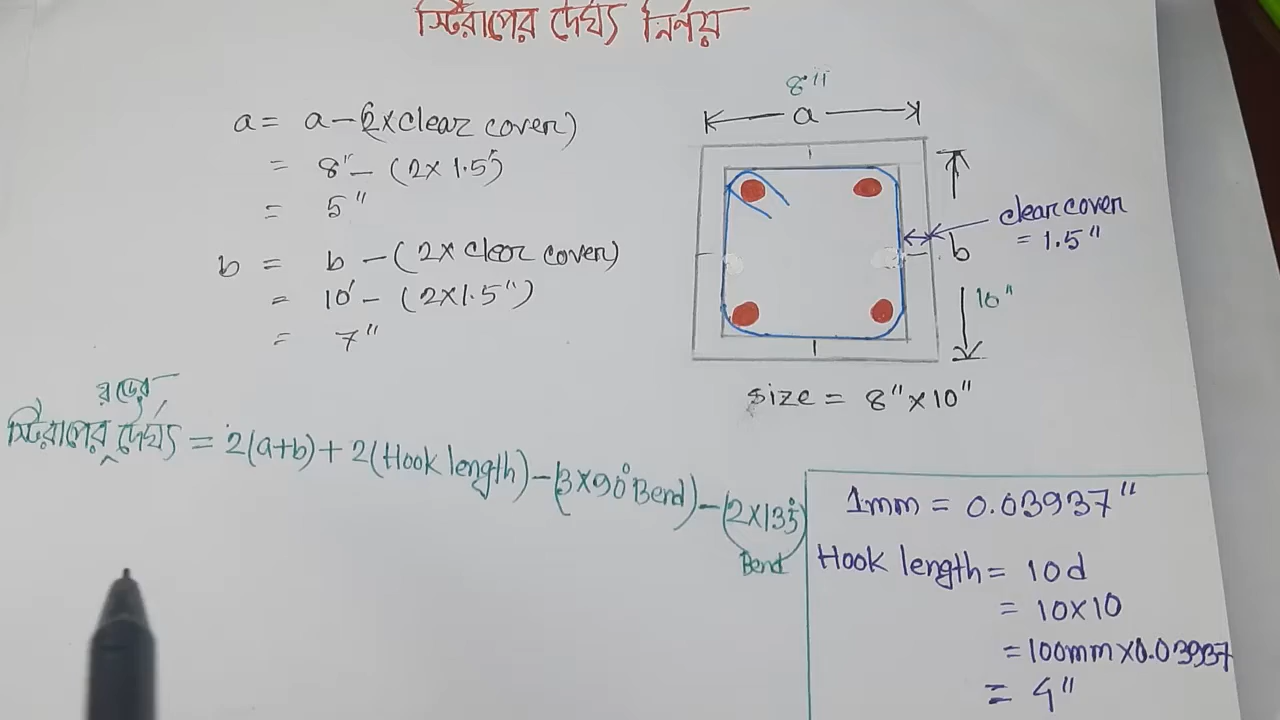 স্টিরাপের দৈর্ঘ্য নির্ণয়
a = a - (2 x clear cover)
= 8" - (2 x 1.5")
= 5"
b = b - (2 x clear cover)
= 10' - (2 x 1.5")
= 7"
8"
a
clear cover
= 1.5"
b
10"
size = 8" x 10"
রডের
স্টিরাপের দৈর্ঘ্য = 2(a+b) + 2(Hook length) - (3 x 90° Bend) - (2 x 135°)
Bend
1mm = 0.03937"
Hook length = 10d
= 10 x 10
= 100mm x 0.03937
= 4"